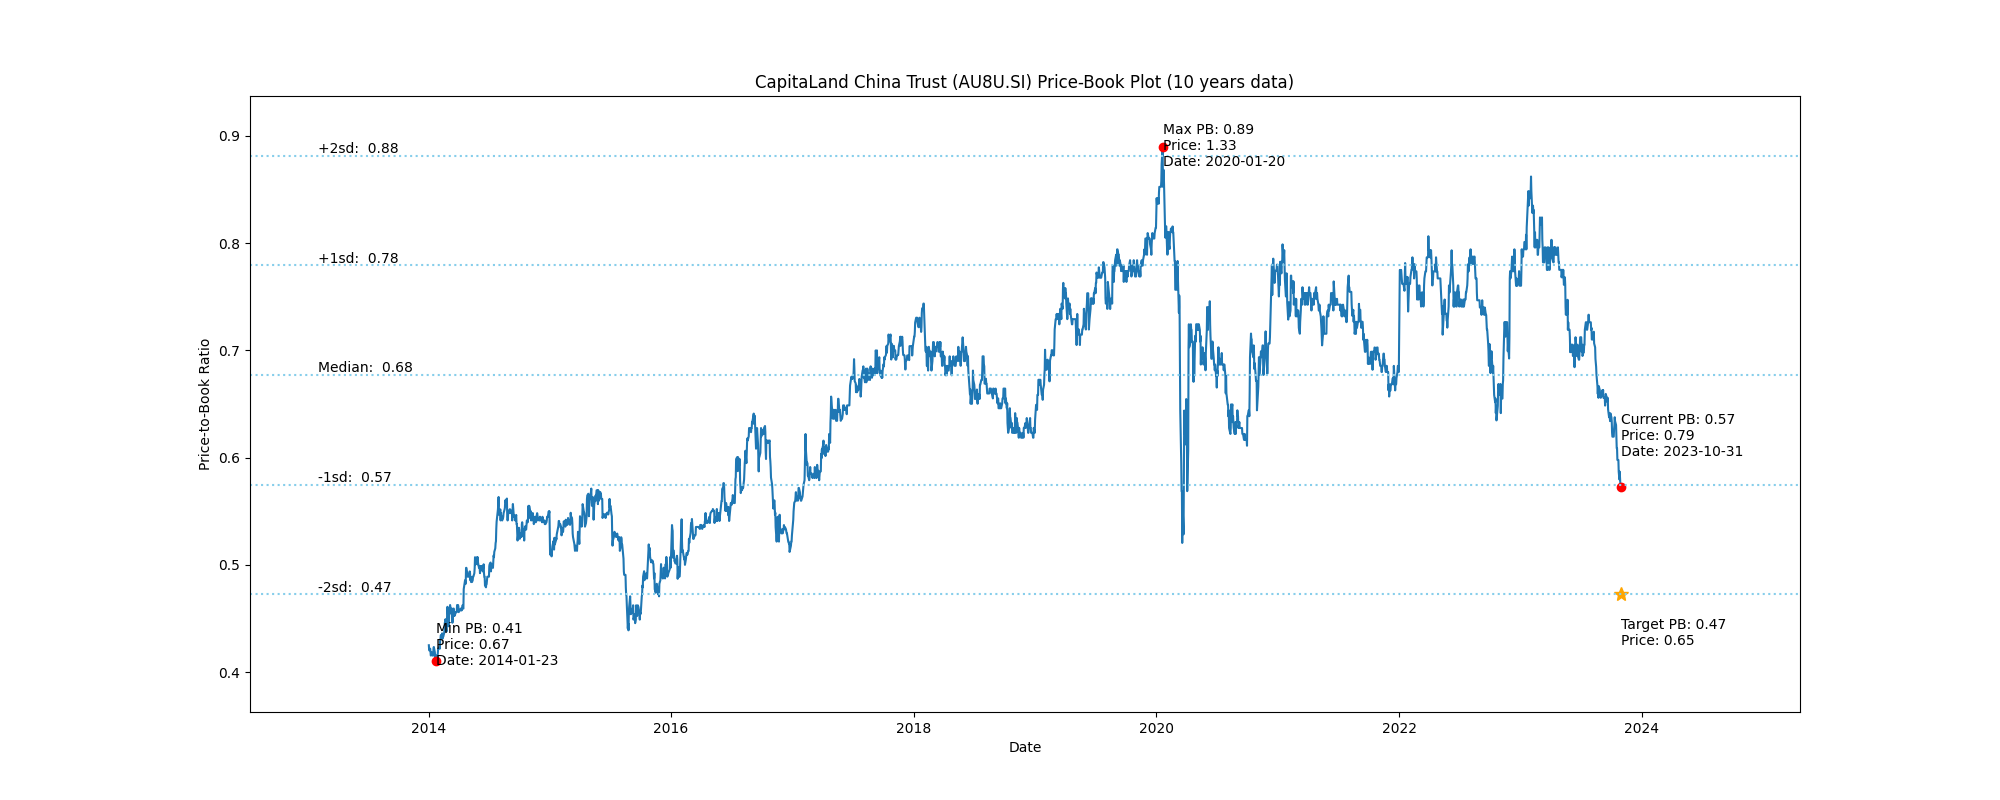 CapitaLand China Trust (AU8U.SI) Price-Book Plot (10 years data)
Price-to-Book Ratio
0.9
0.8
0.7
0.6
0.5
0.4
+2sd:  0.88
+1sd:  0.78
Median:  0.68
-1sd:  0.57
-2sd:  0.47
Max PB: 0.89
Price: 1.33
Date: 2020-01-20
Current PB: 0.57
Price: 0.79
Date: 2023-10-31
Min PB: 0.41
Price: 0.67
Date: 2014-01-23
Target PB: 0.47
Price: 0.65
2014
2016
2018
2020
2022
2024
Date